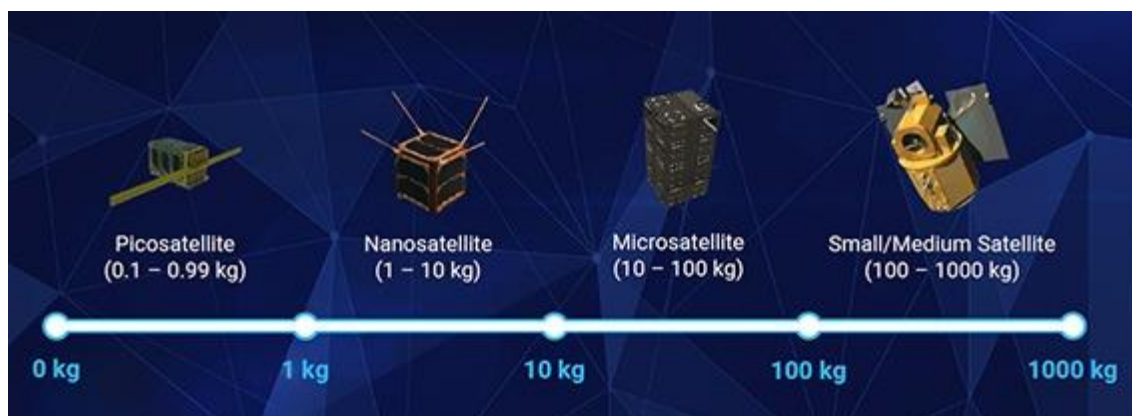 Picosatellite
(0.1 – 0.99 kg)
Nanosatellite
(1 – 10 kg)
Microsatellite
(10 – 100 kg)
Small/Medium Satellite
(100 – 1000 kg)
0 kg
1 kg
10 kg
100 kg
1000 kg